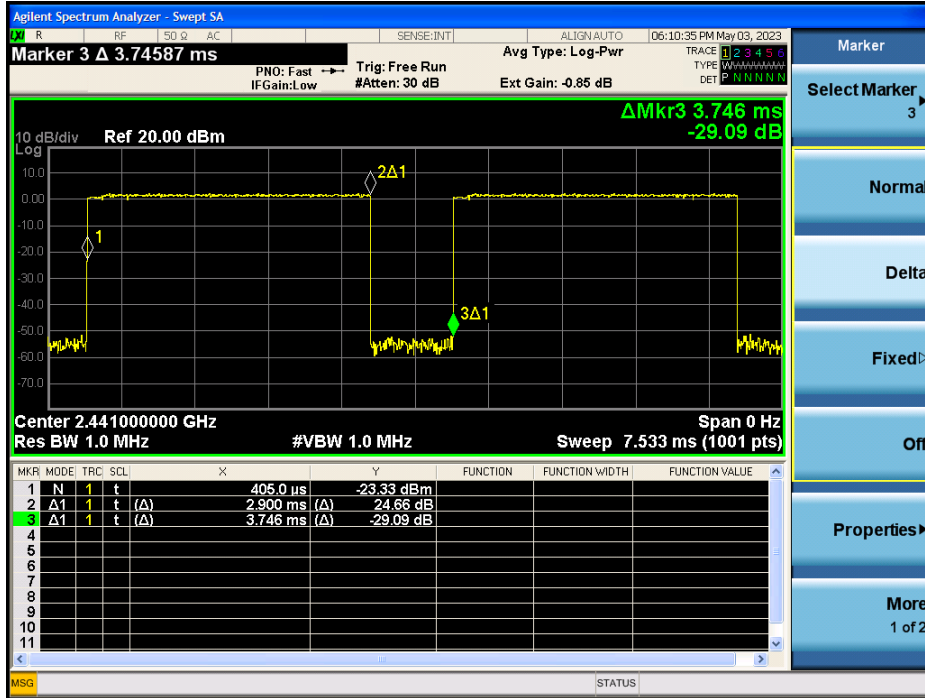 Agilent Spectrum Analyzer - Swept SA
LXI R RF 50 Ω AC SENSE:INT ALIGN AUTO 06:10:35 PM May 03, 2023
Marker 3 Δ 3.74587 ms
PNO: Fast
IFGain:Low
Trig: Free Run
#Atten: 30 dB
Avg Type: Log-Pwr
Ext Gain: -0.85 dB
TRACE 1 2 3 4 5 6
TYPE WWWWWW
DET P N N N N N
ΔMkr3 3.746 ms
-29.09 dB
10 dB/div Ref 20.00 dBm
Log
10.0
0.00
-10.0
-20.0
-30.0
-40.0
-50.0
-60.0
-70.0
1
2Δ1
3Δ1
Center 2.441000000 GHz Span 0 Hz
Res BW 1.0 MHz #VBW 1.0 MHz Sweep 7.533 ms (1001 pts)
MKR MODE TRC SCL X Y FUNCTION FUNCTION WIDTH FUNCTION VALUE
1 N 1 t 405.0 µs -23.33 dBm
2 Δ1 1 t (Δ) 2.900 ms (Δ) 24.66 dB
3 Δ1 1 t (Δ) 3.746 ms (Δ) -29.09 dB
4
5
6
7
8
9
10
11
MSG STATUS
Marker
Select Marker
3
Normal
Delta
Fixed
Off
Properties
More
1 of 2